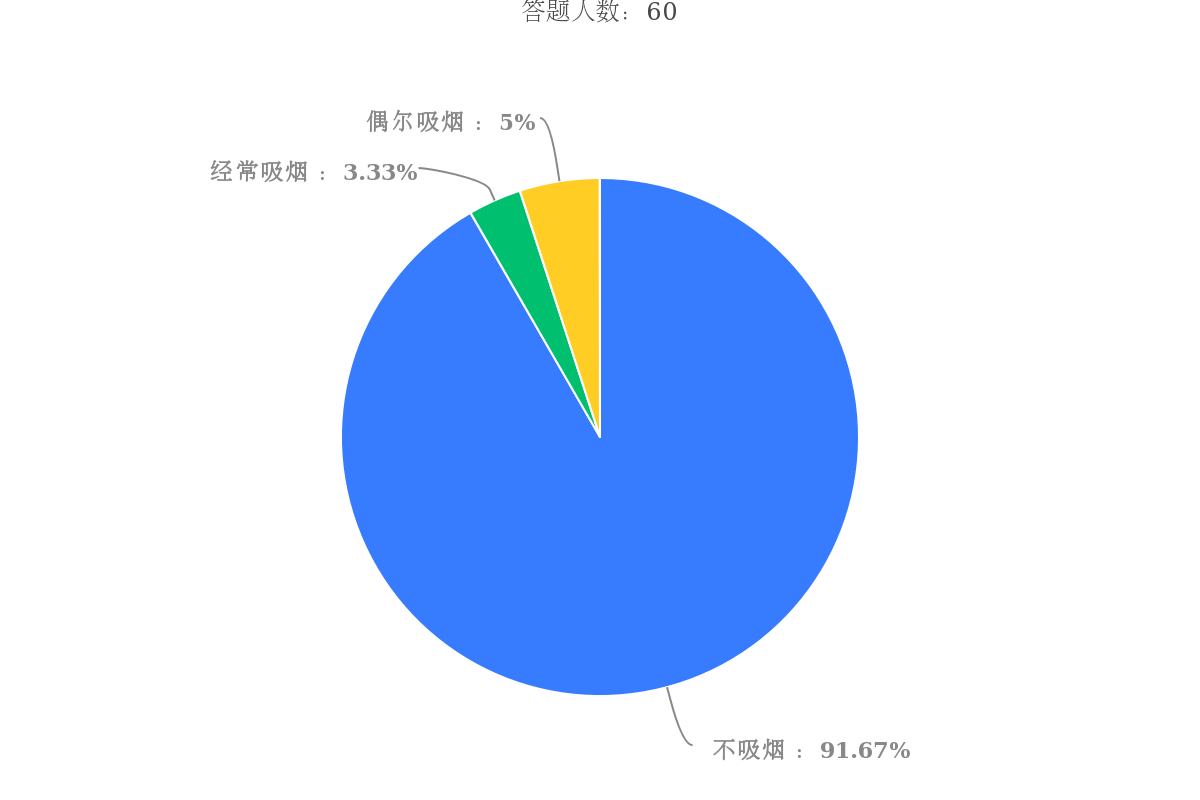 答题人数: 60
偶尔吸烟 : 5%
经常吸烟 : 3.33%
不吸烟 : 91.67%